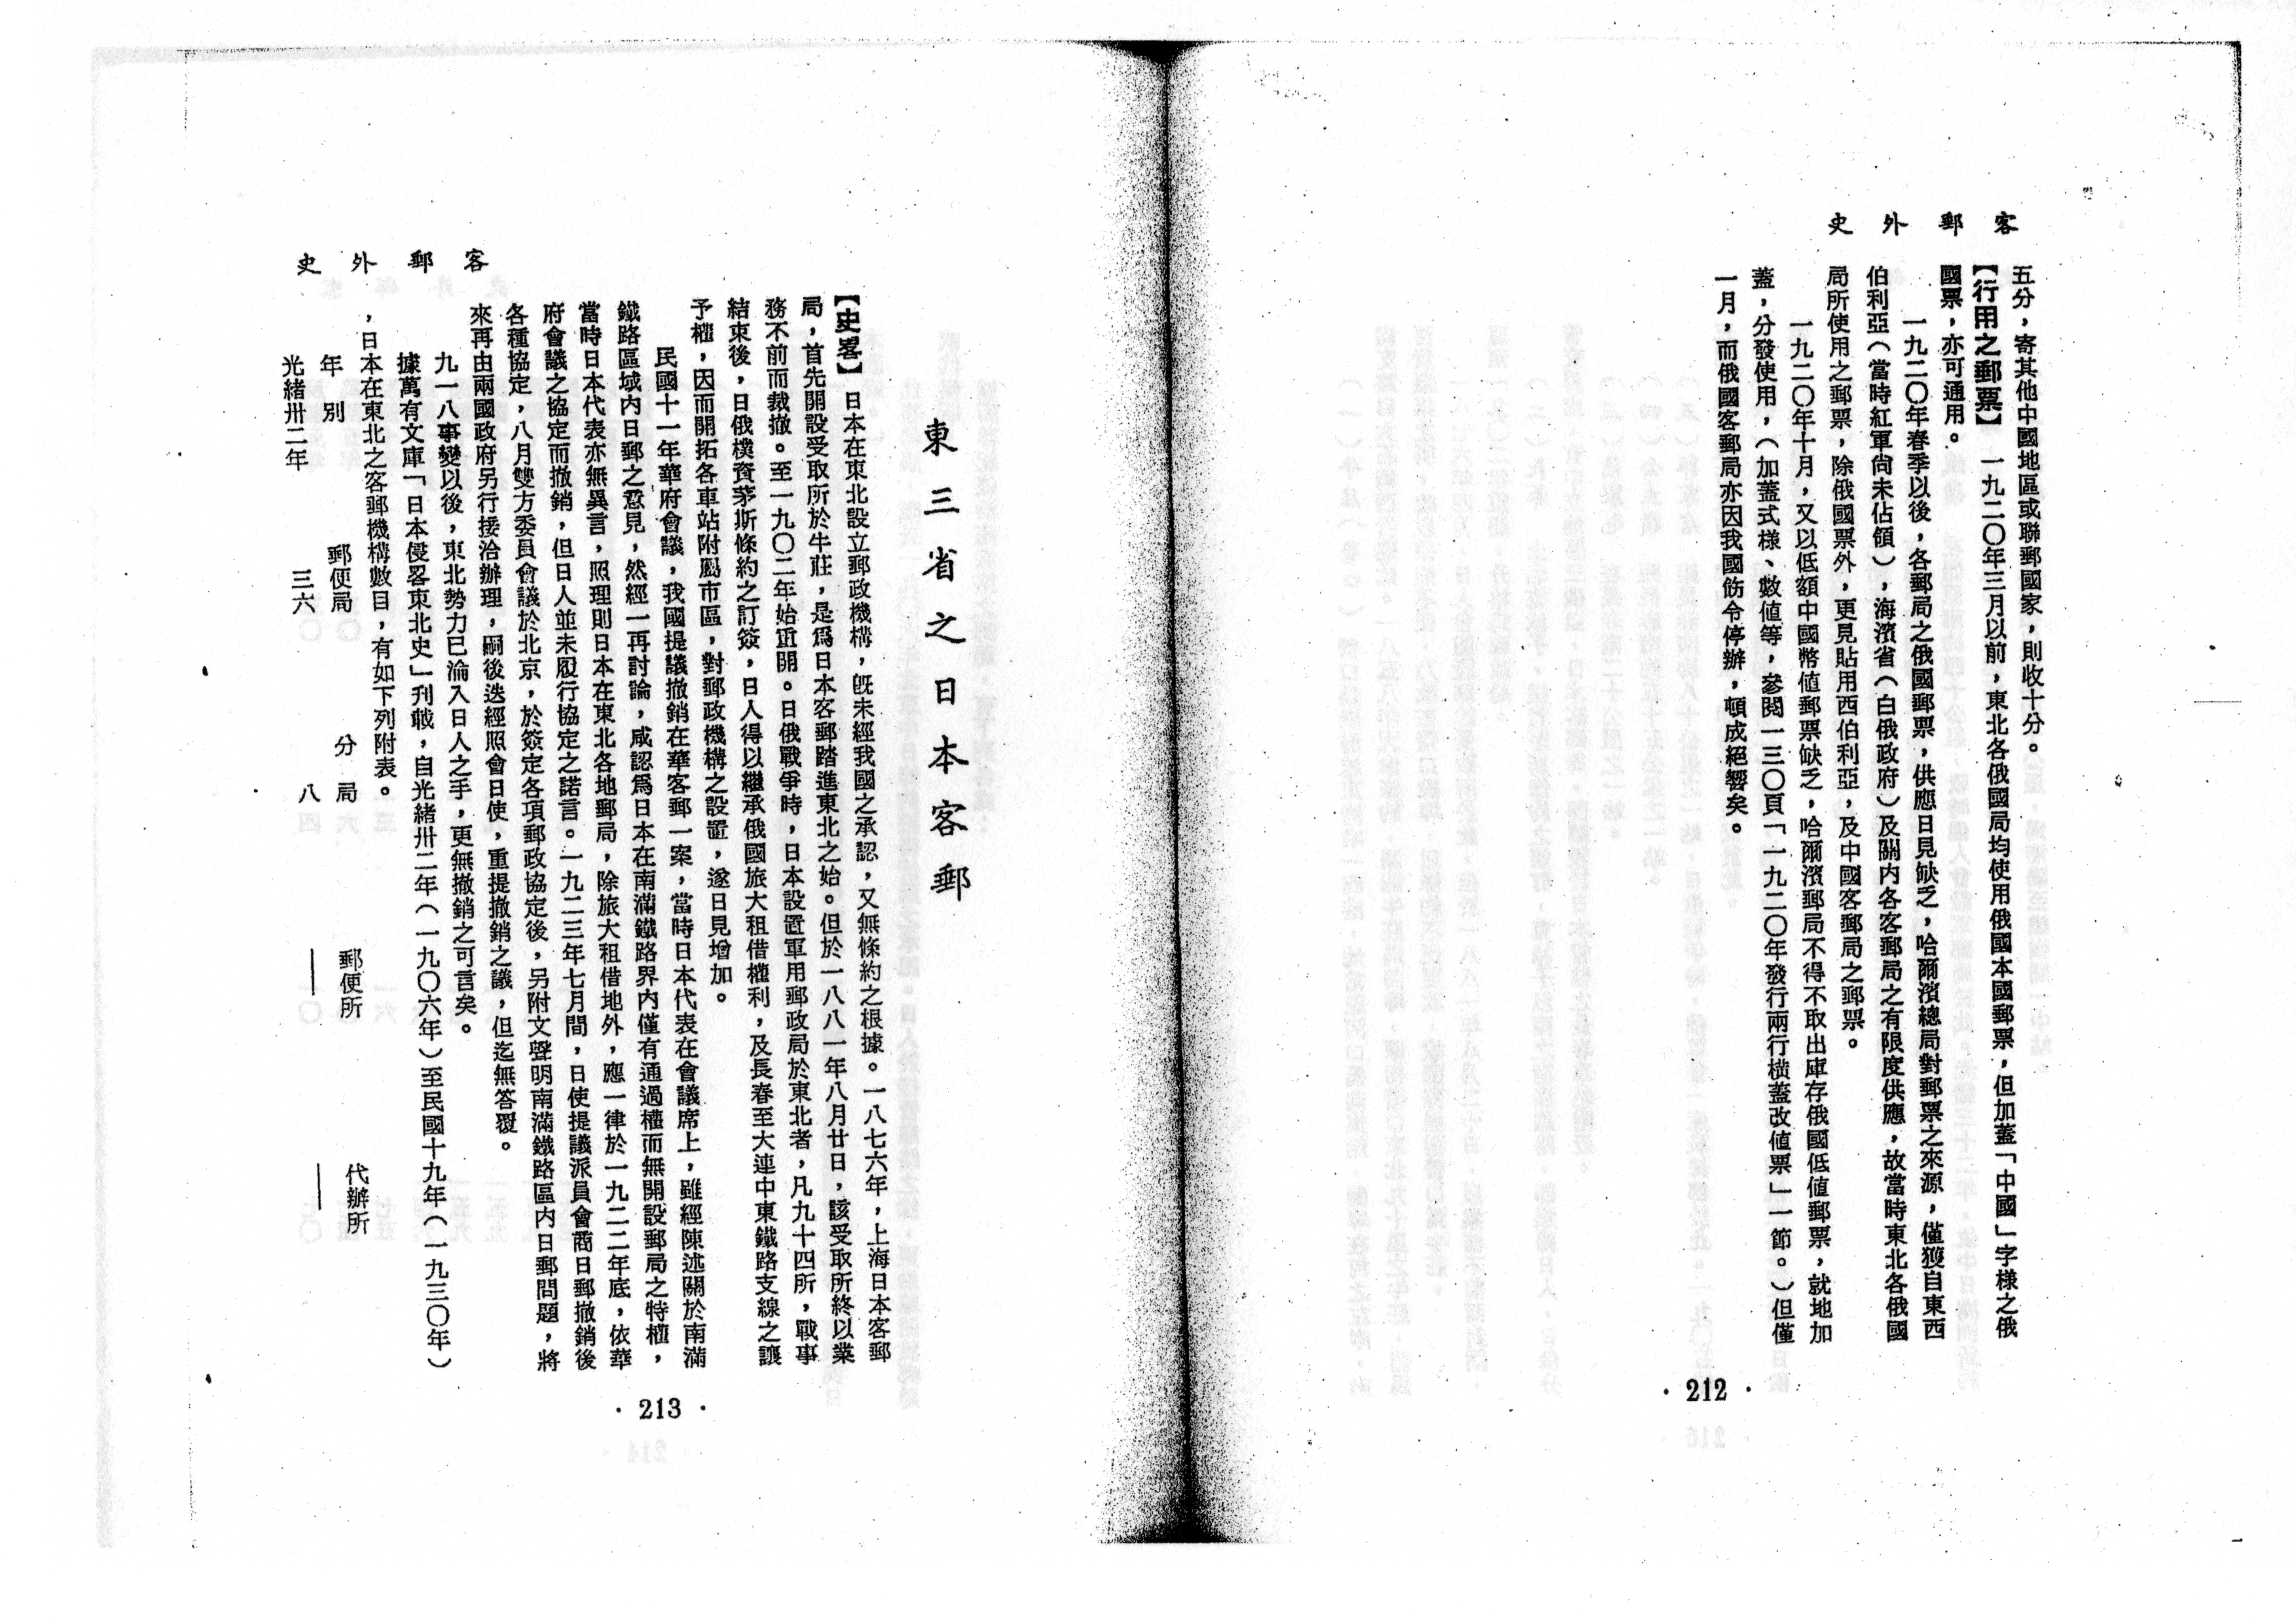 客郵外史
五分，寄其他中國地區或聯郵國家，則收十分。
【行用之郵票】　一九二〇年三月以前，東北各俄國局均使用俄國本國郵票，但加蓋「中國」字樣之俄
國票，亦可通用。
一九二〇年春季以後，各郵局之俄國郵票，供應日見缺乏，哈爾濱總局對郵票之來源，僅獲自東西
伯利亞（當時紅軍尙未佔領），海濱省（白俄政府）及關內各客郵局之有限度供應，故當時東北各俄國
局所使用之郵票，除俄國票外，更見貼用西伯利亞，及中國客郵局之郵票。
一九二〇年十月，又以低額中國幣値郵票缺乏，哈爾濱郵局不得不取出庫存俄國低値郵票，就地加
蓋，分發使用，（加蓋式樣、數値等，參閱一三〇頁「一九二〇年發行兩行橫蓋改値票」一節。）但僅
一月，而俄國客郵局亦因我國飭令停辦，頓成絕響矣。
· 212 ·
客郵外史
東三省之日本客郵
【史畧】　日本在東北設立郵政機構，旣未經我國之承認，又無條約之根據。一八七六年，上海日本客郵
局，首先開設受取所於牛莊，是爲日本客郵踏進東北之始。但於一八八一年八月廿日，該受取所終以業
務不前而裁撤。至一九〇二年始重開。日俄戰爭時，日本設置軍用郵政局於東北者，凡九十四所，戰事
結束後，日俄樸資茅斯條約之訂簽，日人得以繼承俄國旅大租借權利，及長春至大連中東鐵路支線之讓
予權，因而開拓各車站附屬市區，對郵政機構之設置，遂日見增加。
民國十一年華府會議，我國提議撤銷在華客郵一案，當時日本代表在會議席上，雖經陳述關於南滿
鐵路區域內日郵之意見，然經一再討論，咸認爲日本在南滿鐵路界內僅有通過權而無開設郵局之特權，
當時日本代表亦無異言，照理則日本在東北各地郵局，除旅大租借地外，應一律於一九二二年底，依華
府會議之協定而撤銷，但日人並未履行協定之諾言。一九二三年七月間，日使提議派員會商日郵撤銷後
各種協定，八月雙方委員會議於北京，於簽定各項郵政協定後，另附文聲明南滿鐵路區內日郵問題，將
來再由兩國政府另行接洽辦理，嗣後迭經照會日使，重提撤銷之議，但迄無答覆。
九一八事變以後，東北勢力已淪入日人之手，更無撤銷之可言矣。
據萬有文庫「日本侵畧東北史」刋戢，自光緒卅二年（一九〇六年）至民國十九年（一九三〇年）
，日本在東北之客郵機構數目，有如下列附表。
年別　郵便局　分局　郵便所　代辦所
光緒卅二年　三六　八　｜　｜
· 213 ·